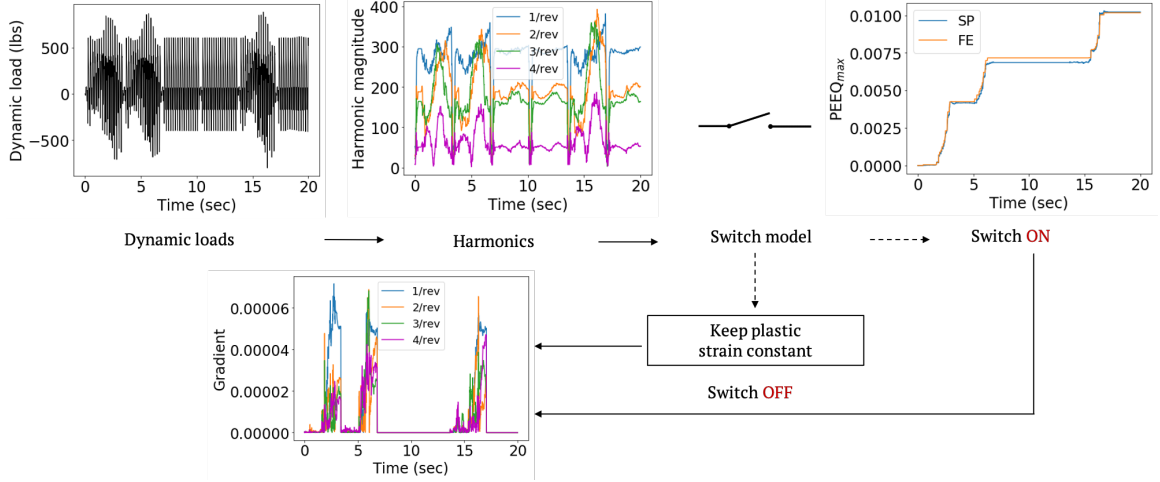 Dynamic load (lbs)
500
0
−500
0
5
10
15
20
Time (sec)
Harmonic magnitude
400
300
200
100
0
1/rev
2/rev
3/rev
4/rev
0
5
10
15
20
Time (sec)
PEEQmax
0.0100
0.0075
0.0050
0.0025
0.0000
SP
FE
0
5
10
15
20
Time (sec)
Dynamic loads
Harmonics
Switch model
Switch ON
Gradient
0.00006
0.00004
0.00002
0.00000
1/rev
2/rev
3/rev
4/rev
0
5
10
15
20
Time (sec)
Keep plastic
strain constant
Switch OFF